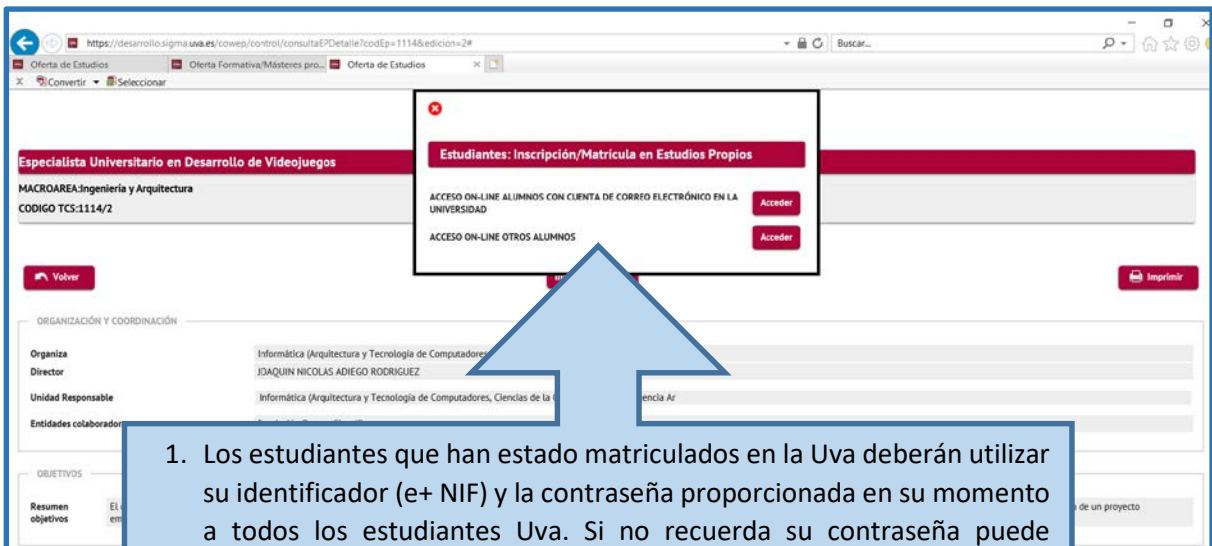 https://desarrollo.sigma.uva.es/cowep/control/consultaEPDetalle?codEp=1114&edicion=2#
Buscar...
Oferta de Estudios
Oferta Formativa/Másteres pro...
Oferta de Estudios
X Convertir Seleccionar
Estudiantes: Inscripción/Matrícula en Estudios Propios
ACCESO ON-LINE ALUMNOS CON CUENTA DE CORREO ELECTRÓNICO EN LA UNIVERSIDAD
Acceder
ACCESO ON-LINE OTROS ALUMNOS
Acceder
Especialista Universitario en Desarrollo de Videojuegos
MACROAREA:Ingeniería y Arquitectura
CODIGO TCS:1114/2
Volver
Imprimir
ORGANIZACIÓN Y COORDINACIÓN
Organiza Informática (Arquitectura y Tecnología de Computadores
Director JOAQUIN NICOLAS ADIEGO RODRIGUEZ
Unidad Responsable Informática (Arquitectura y Tecnología de Computadores, Ciencias de la encia Ar
Entidades colaborador
OBJETIVOS
Resumen objetivos El de un proyecto
em
1. Los estudiantes que han estado matriculados en la Uva deberán utilizar
su identificador (e+ NIF) y la contraseña proporcionada en su momento
a todos los estudiantes Uva. Si no recuerda su contraseña puede